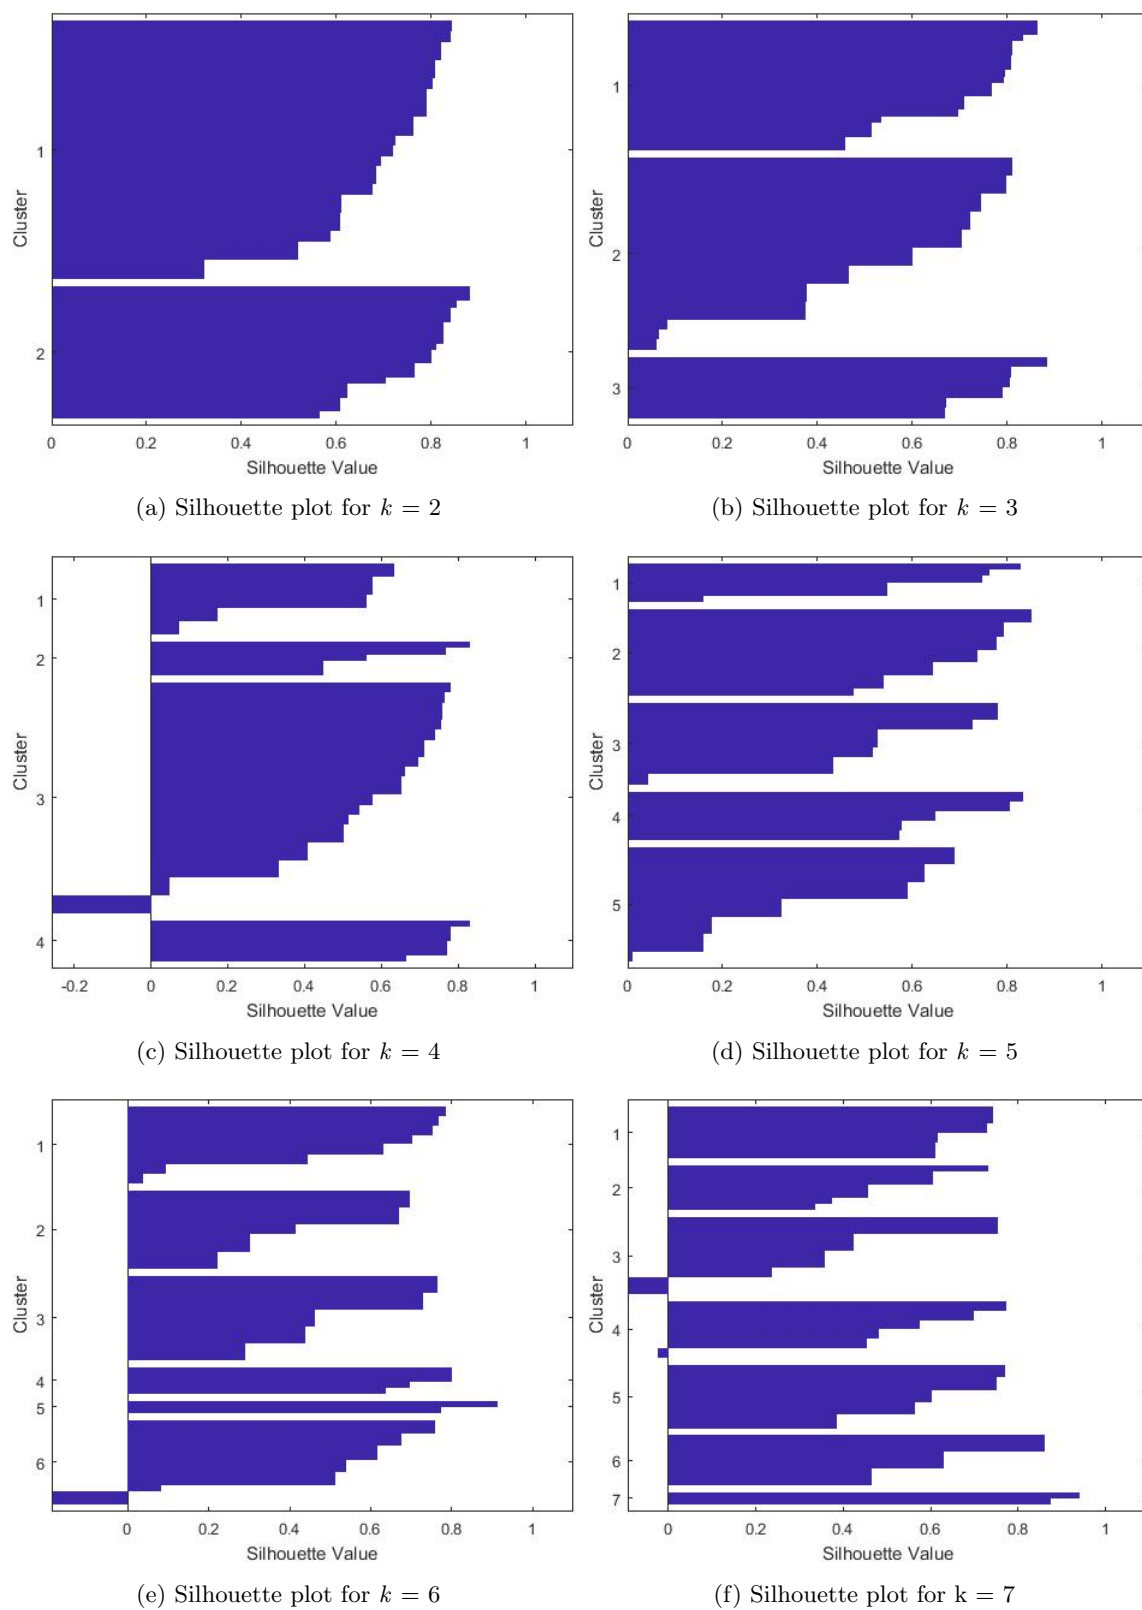 Cluster
1
2
0 0.2 0.4 0.6 0.8 1
Silhouette Value
(a) Silhouette plot for k = 2
Cluster
1
2
3
0 0.2 0.4 0.6 0.8 1
Silhouette Value
(b) Silhouette plot for k = 3
Cluster
1
2
3
4
-0.2 0 0.2 0.4 0.6 0.8 1
Silhouette Value
(c) Silhouette plot for k = 4
Cluster
1
2
3
4
5
0 0.2 0.4 0.6 0.8 1
Silhouette Value
(d) Silhouette plot for k = 5
Cluster
1
2
3
4
5
6
0 0.2 0.4 0.6 0.8 1
Silhouette Value
(e) Silhouette plot for k = 6
Cluster
1
2
3
4
5
6
7
0 0.2 0.4 0.6 0.8 1
Silhouette Value
(f) Silhouette plot for k = 7